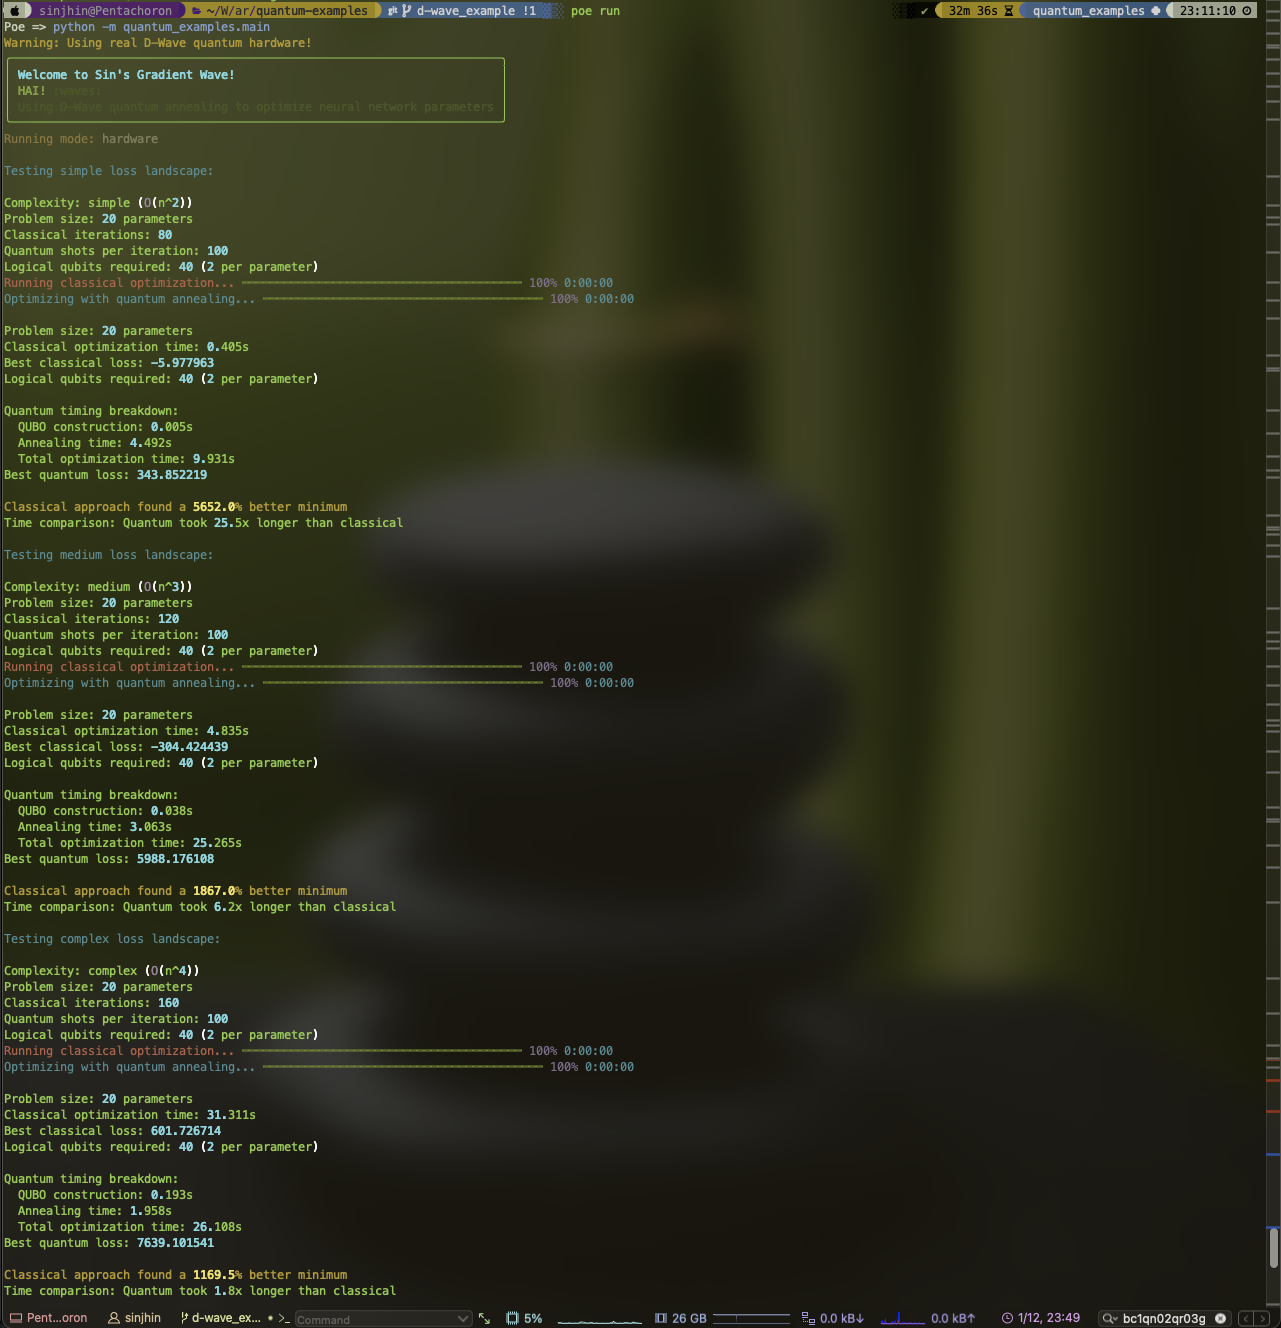 sinjhin@Pentachoron ~/W/ar/quantum-examples d-wave_example !1 poe run ✔ 32m 36s quantum_examples 23:11:10
Poe => python -m quantum_examples.main
Warning: Using real D-Wave quantum hardware!
Welcome to Sin's Gradient Wave!
HAI! :waves:
Using D-Wave quantum annealing to optimize neural network parameters
Running mode: hardware
Testing simple loss landscape:
Complexity: simple (O(n^2))
Problem size: 20 parameters
Classical iterations: 80
Quantum shots per iteration: 100
Logical qubits required: 40 (2 per parameter)
Running classical optimization... 100% 0:00:00
Optimizing with quantum annealing... 100% 0:00:00
Problem size: 20 parameters
Classical optimization time: 0.405s
Best classical loss: -5.977963
Logical qubits required: 40 (2 per parameter)
Quantum timing breakdown:
QUBO construction: 0.005s
Annealing time: 4.492s
Total optimization time: 9.931s
Best quantum loss: 343.852219
Classical approach found a 5652.0% better minimum
Time comparison: Quantum took 25.5x longer than classical
Testing medium loss landscape:
Complexity: medium (O(n^3))
Problem size: 20 parameters
Classical iterations: 120
Quantum shots per iteration: 100
Logical qubits required: 40 (2 per parameter)
Running classical optimization... 100% 0:00:00
Optimizing with quantum annealing... 100% 0:00:00
Problem size: 20 parameters
Classical optimization time: 4.835s
Best classical loss: -304.424439
Logical qubits required: 40 (2 per parameter)
Quantum timing breakdown:
QUBO construction: 0.038s
Annealing time: 3.063s
Total optimization time: 25.265s
Best quantum loss: 5988.176108
Classical approach found a 1867.0% better minimum
Time comparison: Quantum took 6.2x longer than classical
Testing complex loss landscape:
Complexity: complex (O(n^4))
Problem size: 20 parameters
Classical iterations: 160
Quantum shots per iteration: 100
Logical qubits required: 40 (2 per parameter)
Running classical optimization... 100% 0:00:00
Optimizing with quantum annealing... 100% 0:00:00
Problem size: 20 parameters
Classical optimization time: 31.311s
Best classical loss: 601.726714
Logical qubits required: 40 (2 per parameter)
Quantum timing breakdown:
QUBO construction: 0.193s
Annealing time: 1.958s
Total optimization time: 26.108s
Best quantum loss: 7639.101541
Classical approach found a 1169.5% better minimum
Time comparison: Quantum took 1.8x longer than classical
Pent...oron sinjhin d-wave_ex... Command 5% 26 GB 0.0 kB↓ 0.0 kB↑ 1/12, 23:49 bc1qn02qr03g